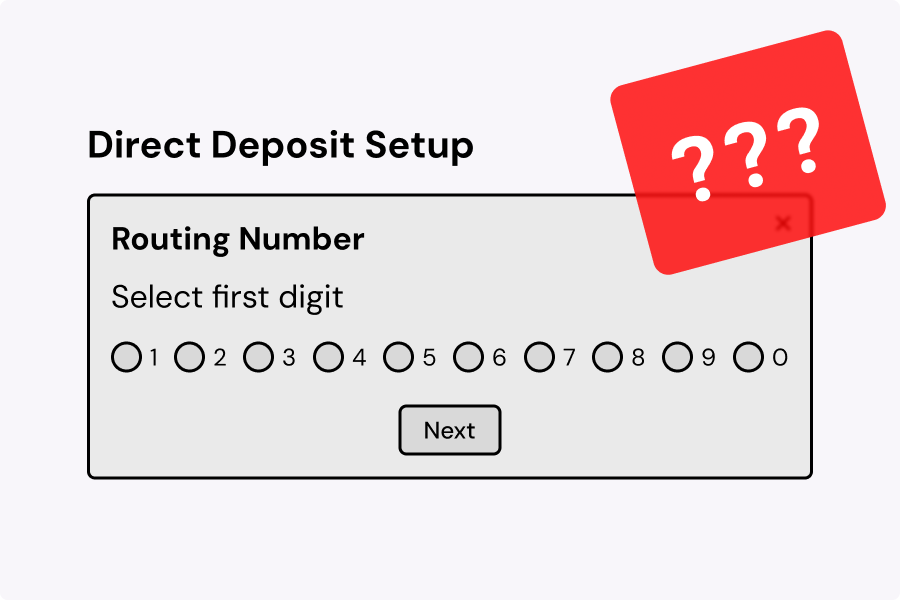 ???
Direct Deposit Setup
Routing Number
Select first digit
1 2 3 4 5 6 7 8 9 0
Next